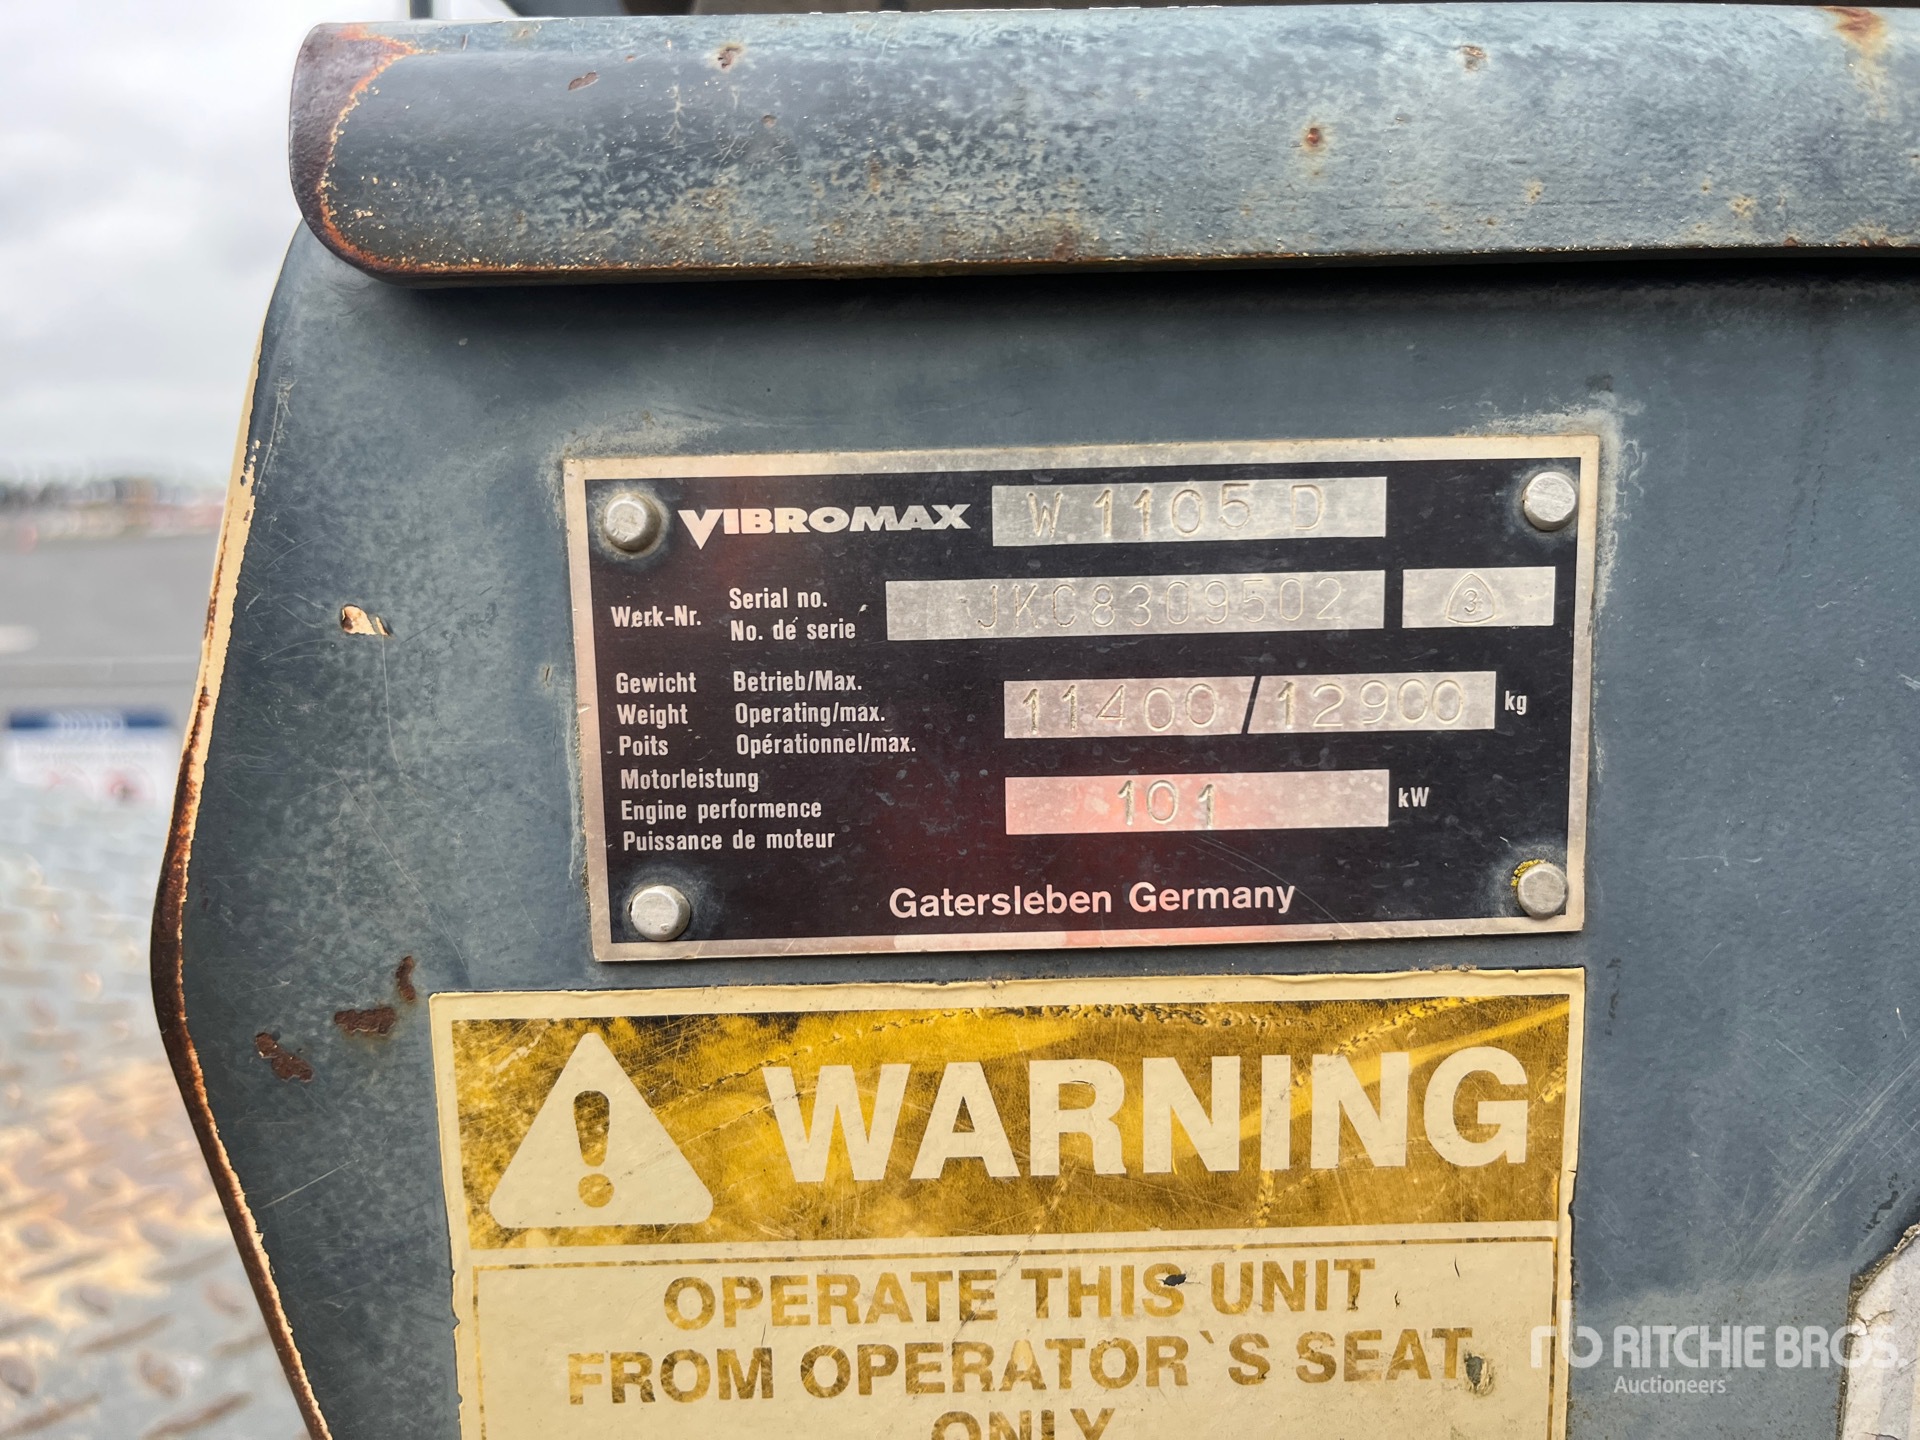 VIBROMAX W 1105 D
Werk-Nr. Serial no. No. de serie JKC8309502 3
Gewicht Betrieb/Max.
Weight Operating/max. 11400 / 12900 kg
Poits Opérationnel/max.
Motorleistung
Engine performence 101 kW
Puissance de moteur
Gatersleben Germany
! WARNING
OPERATE THIS UNIT
FROM OPERATOR`S SEAT
ONLY
RITCHIE BROS.
Auctioneers